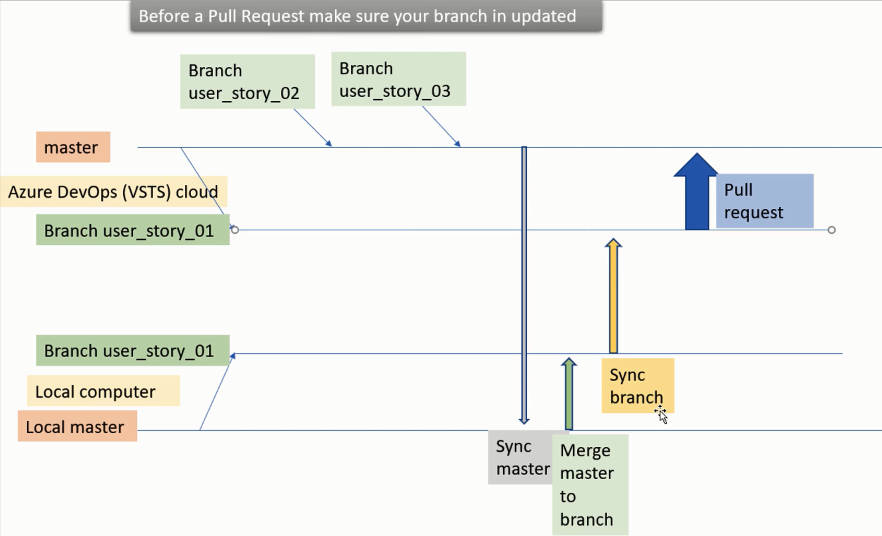 Before a Pull Request make sure your branch in updated
Branch
user_story_02
Branch
user_story_03
master
Azure DevOps (VSTS) cloud
Pull
request
Branch user_story_01
Branch user_story_01
Sync
branch
Local computer
Local master
Sync
master
Merge
master
to
branch